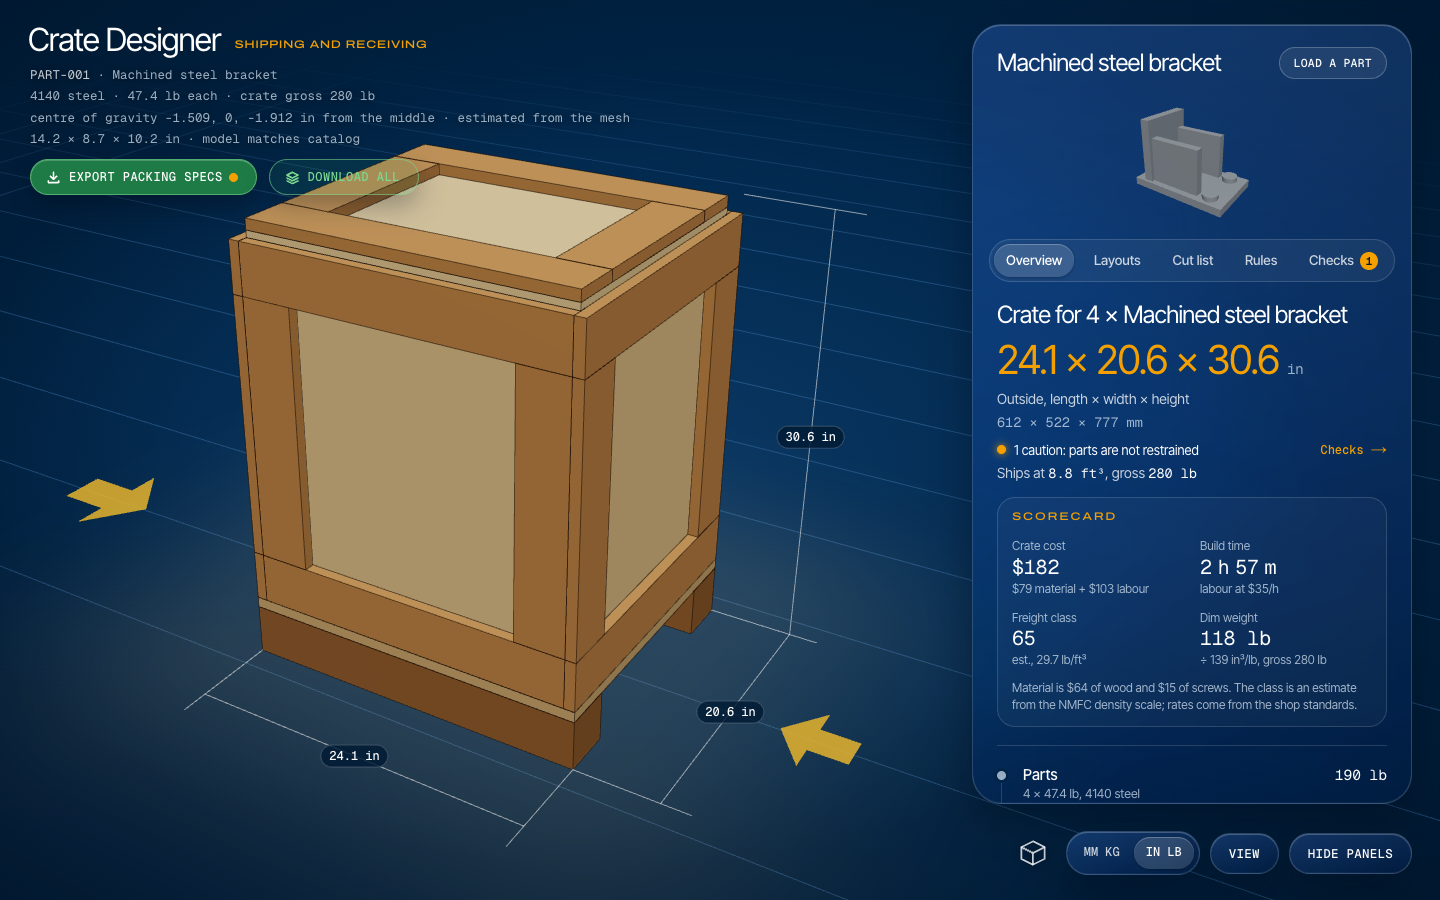 Crate Designer SHIPPING AND RECEIVING
PART-001 · Machined steel bracket
4140 steel · 47.4 lb each · crate gross 280 lb
centre of gravity -1.509, 0, -1.912 in from the middle · estimated from the mesh
14.2 × 8.7 × 10.2 in · model matches catalog
EXPORT PACKING SPECS
DOWNLOAD ALL
30.6 in
20.6 in
24.1 in
Machined steel bracket
LOAD A PART
Overview Layouts Cut list Rules Checks 1
Crate for 4 × Machined steel bracket
24.1 × 20.6 × 30.6 in
Outside, length × width × height
612 × 522 × 777 mm
1 caution: parts are not restrained Checks →
Ships at 8.8 ft³, gross 280 lb
SCORECARD
Crate cost Build time
$182 2 h 57 m
$79 material + $103 labour labour at $35/h
Freight class Dim weight
65 118 lb
est., 29.7 lb/ft³ ÷ 139 in³/lb, gross 280 lb
Material is $64 of wood and $15 of screws. The class is an estimate
from the NMFC density scale; rates come from the shop standards.
Parts 190 lb
4 × 47.4 lb, 4140 steel
MM KG IN LB VIEW HIDE PANELS